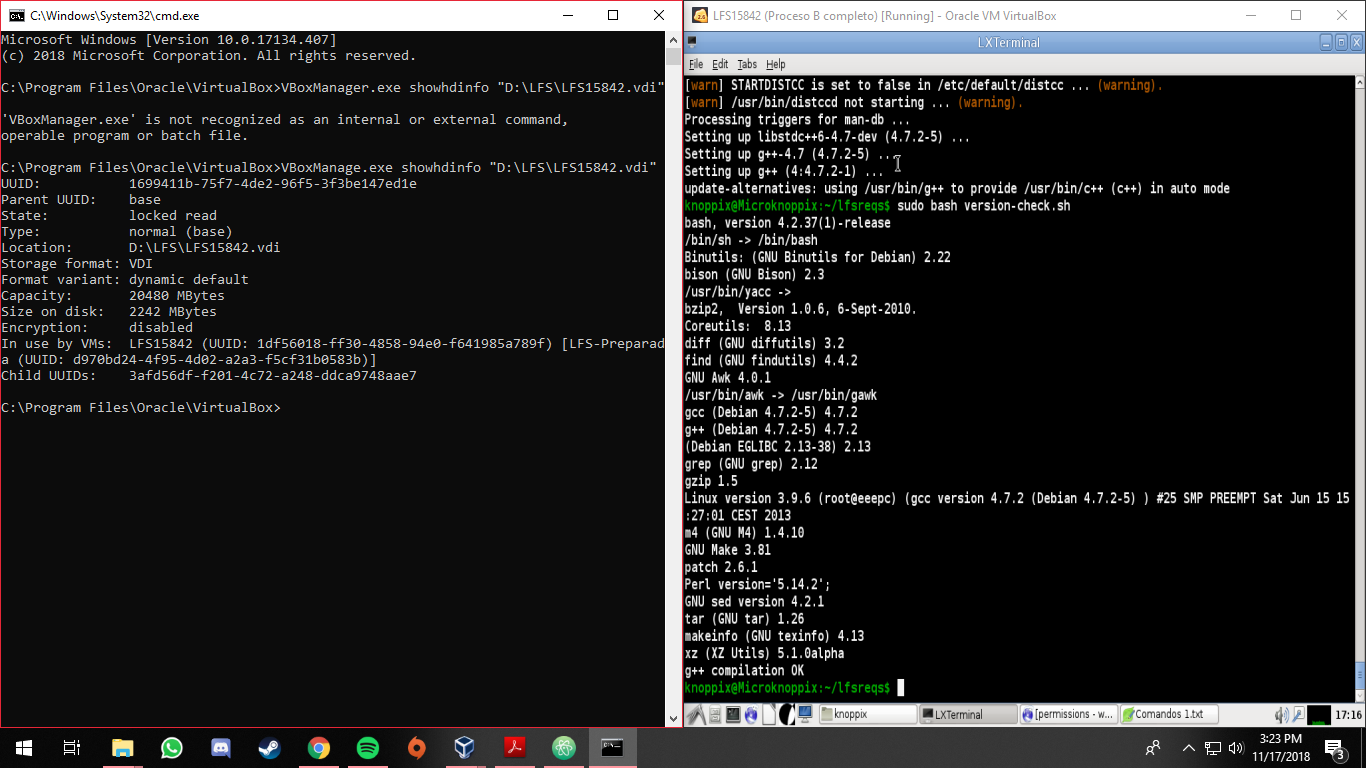 C:\Windows\System32\cmd.exe
Microsoft Windows [Version 10.0.17134.407]
(c) 2018 Microsoft Corporation. All rights reserved.
C:\Program Files\Oracle\VirtualBox>VBoxManager.exe showhdinfo "D:\LFS\LFS15842.vdi"
'VBoxManager.exe' is not recognized as an internal or external command,
operable program or batch file.
C:\Program Files\Oracle\VirtualBox>VBoxManage.exe showhdinfo "D:\LFS\LFS15842.vdi"
UUID:           1699411b-75f7-4de2-96f5-3f3be147ed1e
Parent UUID:    base
State:          locked read
Type:           normal (base)
Location:       D:\LFS\LFS15842.vdi
Storage format: VDI
Format variant: dynamic default
Capacity:       20480 MBytes
Size on disk:   2242 MBytes
Encryption:     disabled
In use by VMs:  LFS15842 (UUID: 1df56018-ff30-4858-94e0-f641985a789f) [LFS-Preparad
a (UUID: d970bd24-4f95-4d02-a2a3-f5cf31b0583b)]
Child UUIDs:    3afd56df-f201-4c72-a248-ddca9748aae7
C:\Program Files\Oracle\VirtualBox>
LFS15842 (Proceso B completo) [Running] - Oracle VM VirtualBox
LXTerminal
File Edit Tabs Help
[warn] STARTDISTCC is set to false in /etc/default/distcc ... (warning).
[warn] /usr/bin/distccd not starting ... (warning).
Processing triggers for man-db ...
Setting up libstdc++6-4.7-dev (4.7.2-5) ...
Setting up g++-4.7 (4.7.2-5) ...
Setting up g++ (4:4.7.2-1) ...
update-alternatives: using /usr/bin/g++ to provide /usr/bin/c++ (c++) in auto mode
knoppix@Microknoppix:~/lfsreqs$ sudo bash version-check.sh
bash, version 4.2.37(1)-release
/bin/sh -> /bin/bash
Binutils: (GNU Binutils for Debian) 2.22
bison (GNU Bison) 2.3
/usr/bin/yacc ->
bzip2,  Version 1.0.6, 6-Sept-2010.
Coreutils:  8.13
diff (GNU diffutils) 3.2
find (GNU findutils) 4.4.2
GNU Awk 4.0.1
/usr/bin/awk -> /usr/bin/gawk
gcc (Debian 4.7.2-5) 4.7.2
g++ (Debian 4.7.2-5) 4.7.2
(Debian EGLIBC 2.13-38) 2.13
grep (GNU grep) 2.12
gzip 1.5
Linux version 3.9.6 (root@eeepc) (gcc version 4.7.2 (Debian 4.7.2-5) ) #25 SMP PREEMPT Sat Jun 15 15
:27:01 CEST 2013
m4 (GNU M4) 1.4.10
GNU Make 3.81
patch 2.6.1
Perl version='5.14.2';
GNU sed version 4.2.1
tar (GNU tar) 1.26
makeinfo (GNU texinfo) 4.13
xz (XZ Utils) 5.1.0alpha
g++ compilation OK
knoppix@Microknoppix:~/lfsreqs$
knoppix
LXTerminal
[permissions - w...
Comandos 1.txt
17:16
3:23 PM
11/17/2018
3